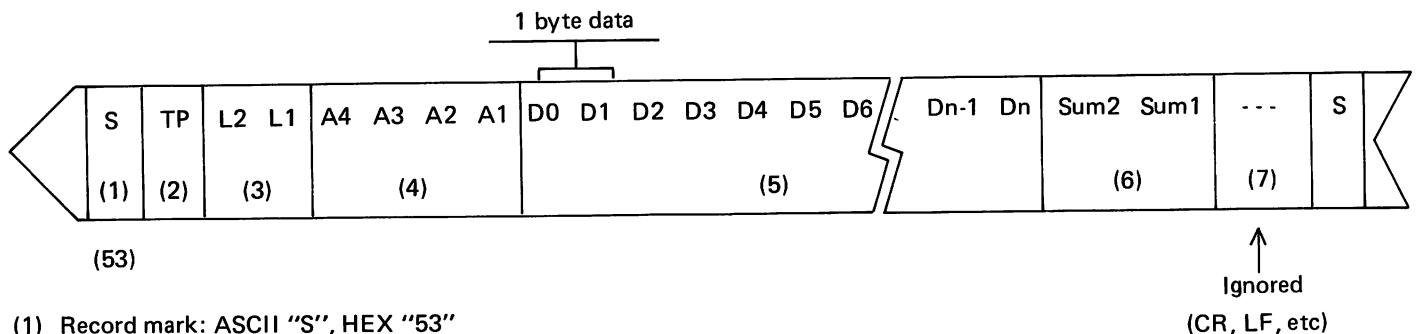 1 byte data
S TP L2 L1 A4 A3 A2 A1 D0 D1 D2 D3 D4 D5 D6 Dn-1 Dn Sum2 Sum1 --- S
(1) (2) (3) (4) (5) (6) (7)
(53)
Ignored
(CR, LF, etc)
(1) Record mark: ASCII "S", HEX "53"